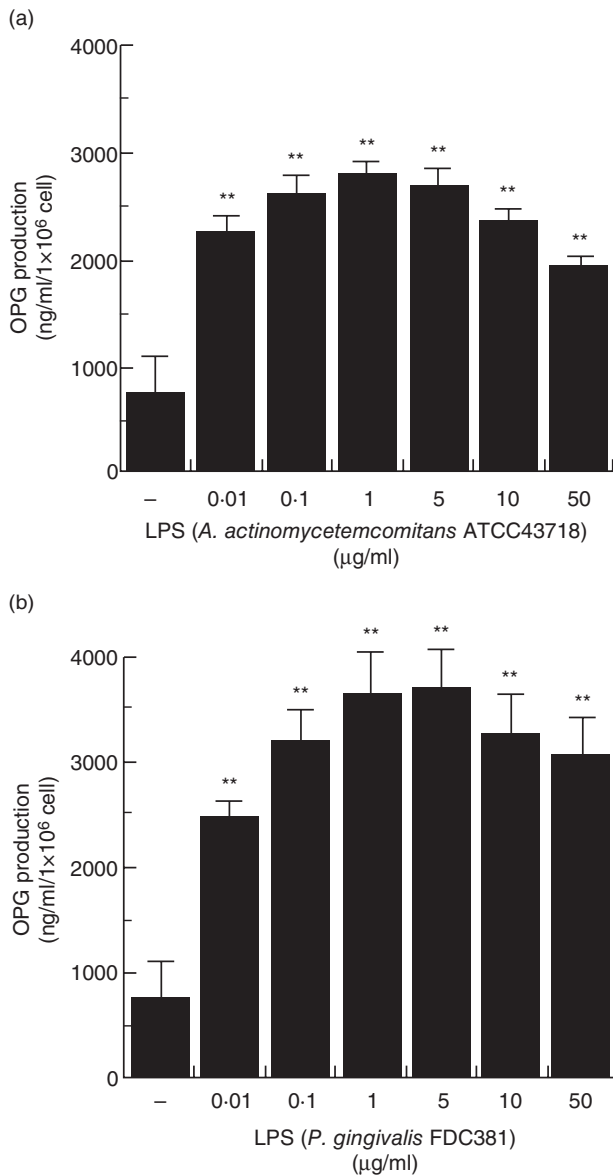 (a)
4000
3000
2000
1000
0
OPG production
(ng/ml/1×10⁶ cell)
**
**
**
**
**
**
– 0·01 0·1 1 5 10 50
LPS (A. actinomycetemcomitans ATCC43718)
(μg/ml)
(b)
4000
3000
2000
1000
0
OPG production
(ng/ml/1×10⁶ cell)
**
**
**
**
**
**
– 0·01 0·1 1 5 10 50
LPS (P. gingivalis FDC381)
(μg/ml)